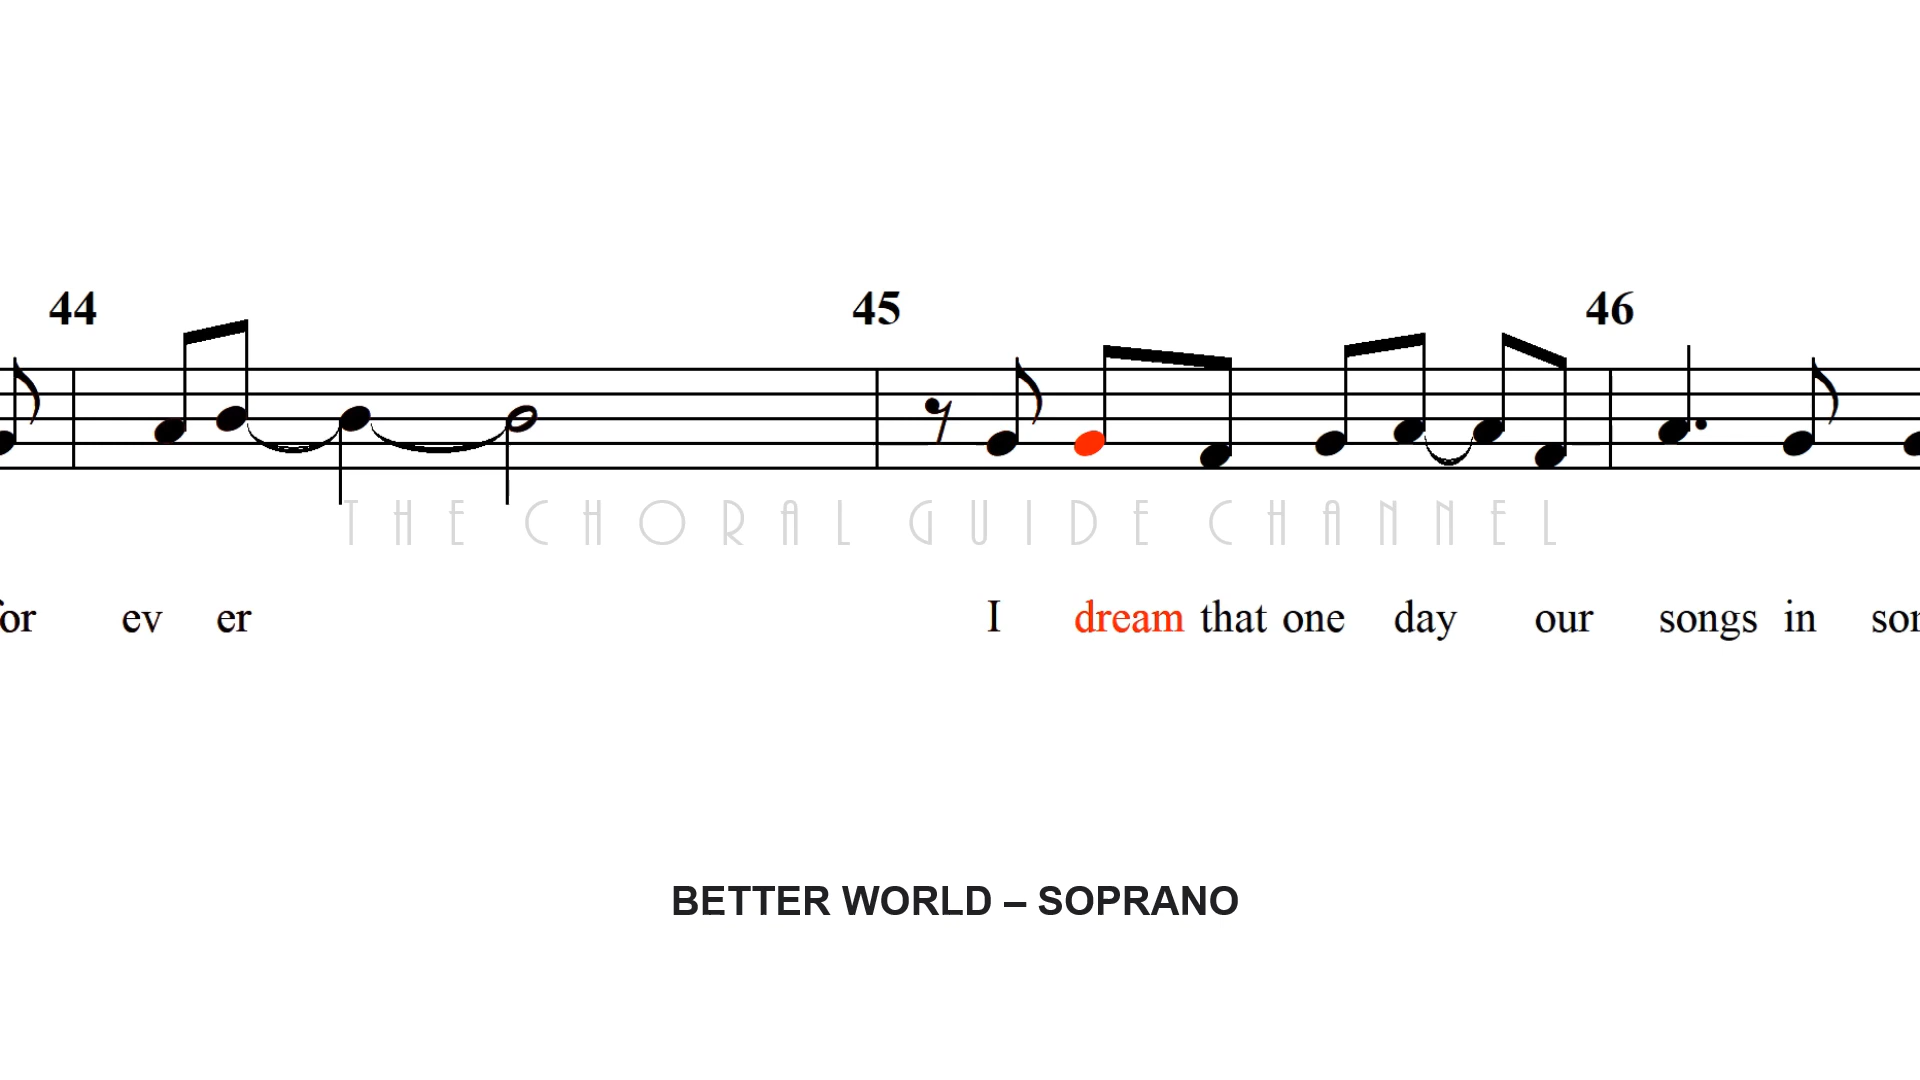 44 45 46
THE CHORAL GUIDE CHANNEL
ev er I dream that one day our songs in
BETTER WORLD – SOPRANO